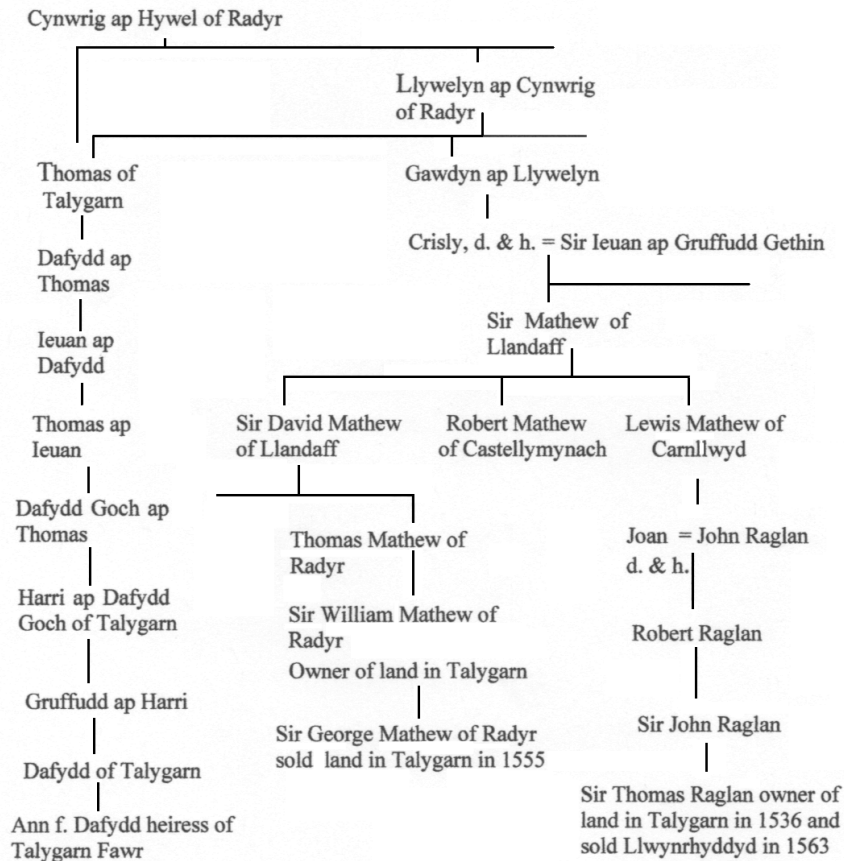 Cynwrig ap Hywel of Radyr
Llywelyn ap Cynwrig
of Radyr
Thomas of
Talygarn
Gawdyn ap Llywelyn
Crisly, d. & h. = Sir Ieuan ap Gruffudd Gethin
Dafydd ap
Thomas
Sir Mathew of
Llandaff
Ieuan ap
Dafydd
Thomas ap
Ieuan
Sir David Mathew
of Llandaff
Robert Mathew
of Castellymynach
Lewis Mathew of
Carnllwyd
Dafydd Goch ap
Thomas
Thomas Mathew of
Radyr
Joan = John Raglan
d. & h.
Harri ap Dafydd
Goch of Talygarn
Sir William Mathew of
Radyr
Owner of land in Talygarn
Robert Raglan
Gruffudd ap Harri
Sir George Mathew of Radyr
sold land in Talygarn in 1555
Sir John Raglan
Dafydd of Talygarn
Ann f. Dafydd heiress of
Talygarn Fawr
Sir Thomas Raglan owner of
land in Talygarn in 1536 and
sold Llwynrhyddyd in 1563